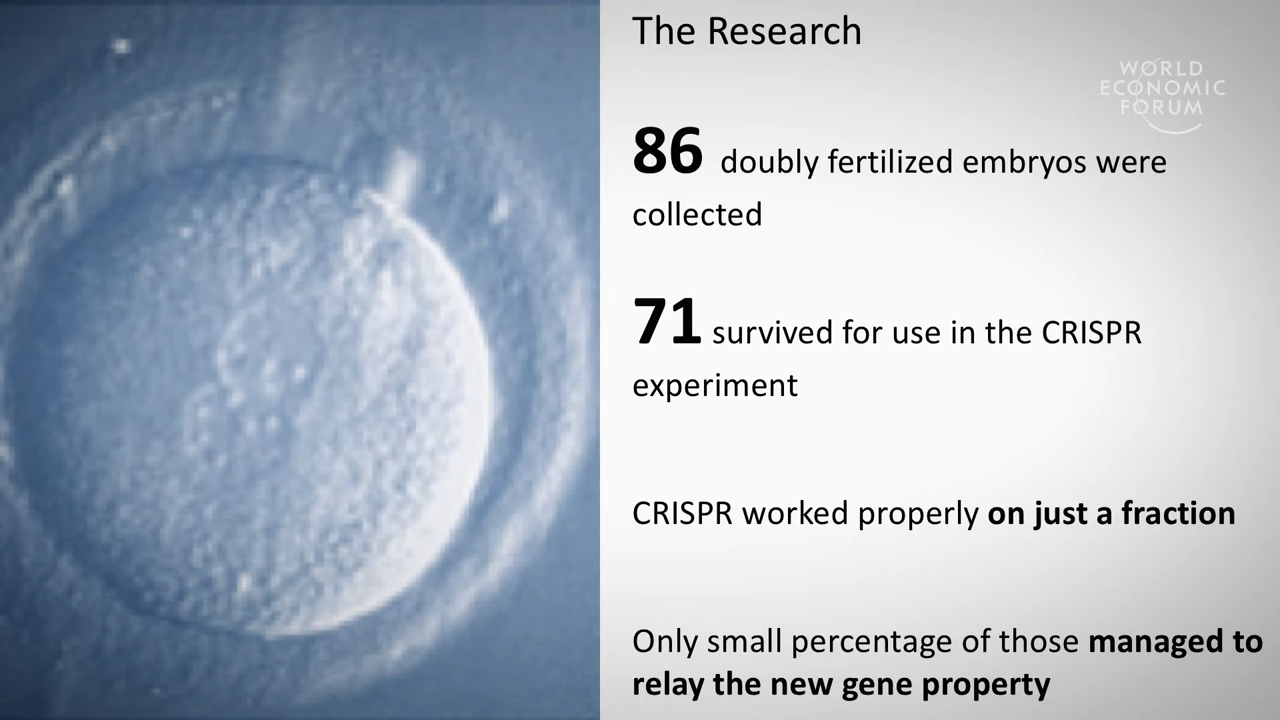 The Research
WORLD
ECONOMIC
FORUM
86 doubly fertilized embryos were
collected
71 survived for use in the CRISPR
experiment
CRISPR worked properly on just a fraction
Only small percentage of those managed to
relay the new gene property